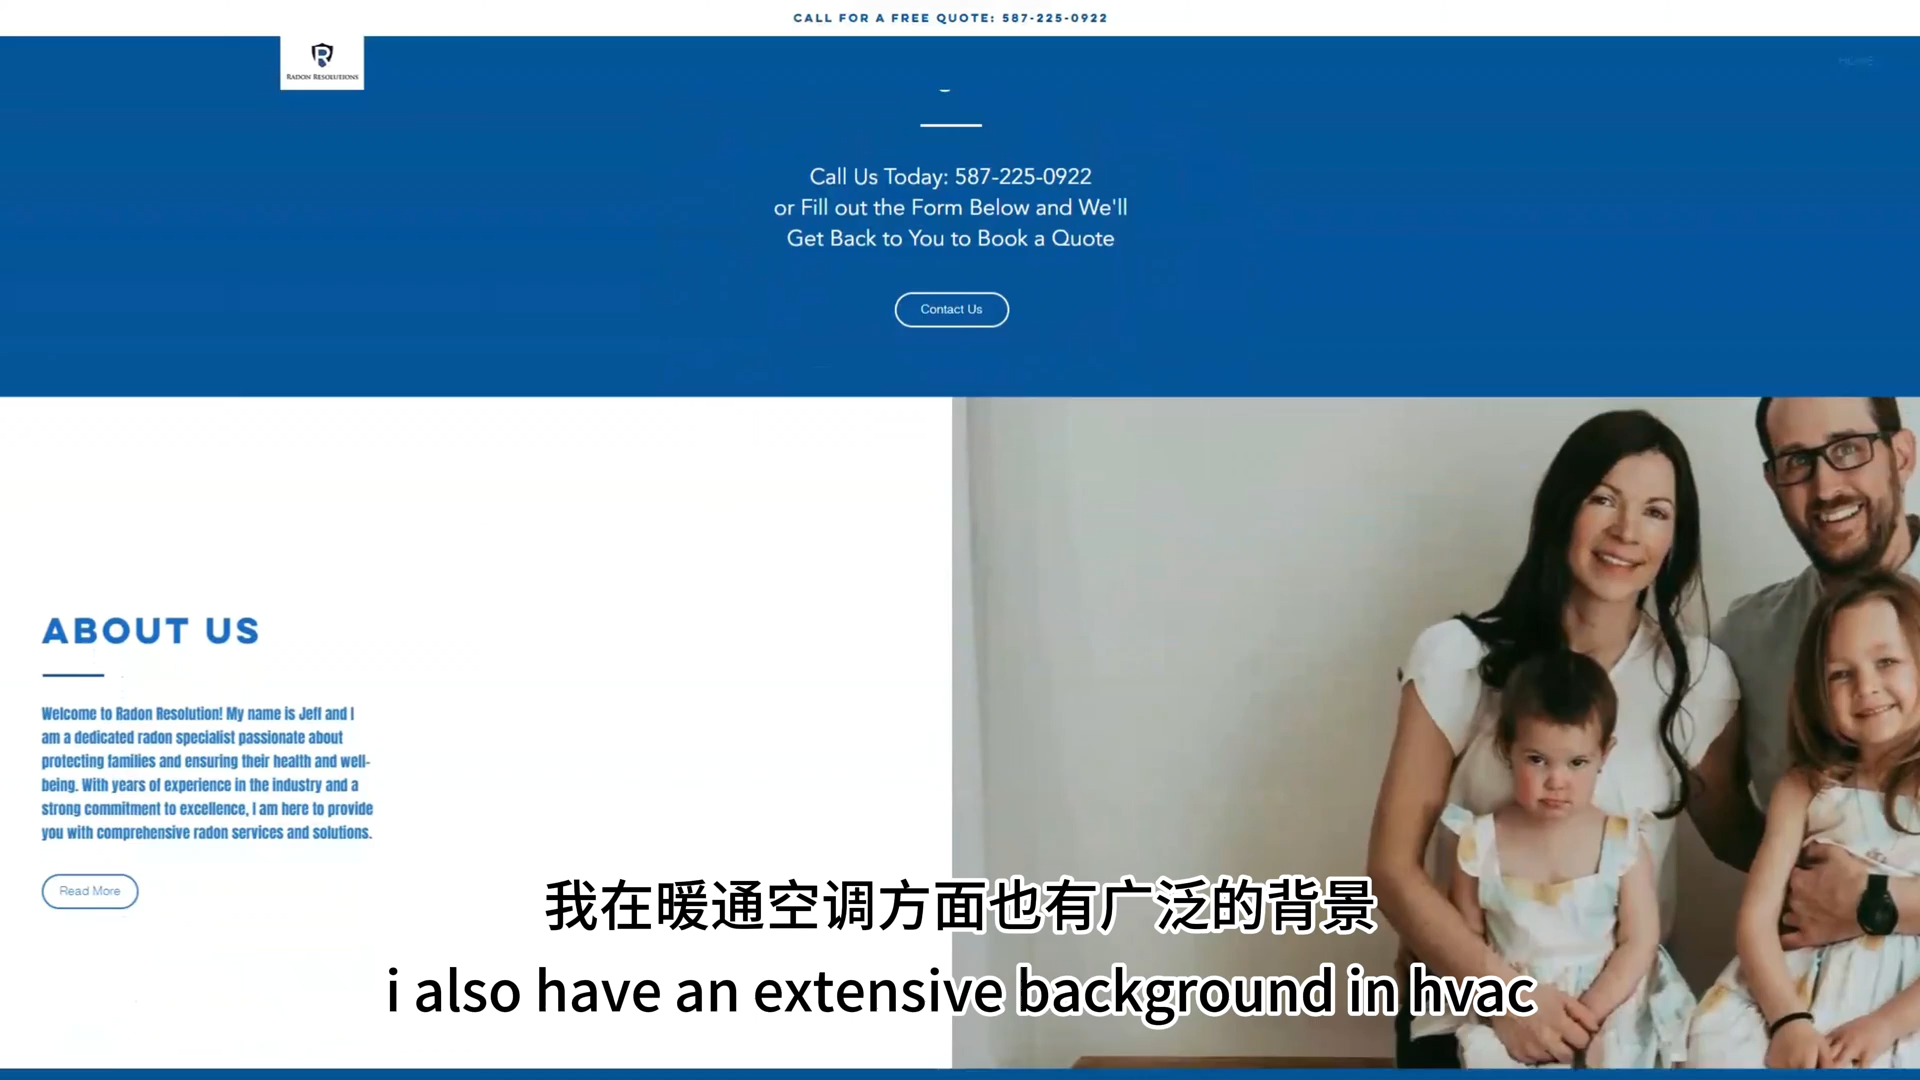 CALL FOR A FREE QUOTE: 587-225-0922
RADON RESOLUTIONS
HOME
Call Us Today: 587-225-0922
or Fill out the Form Below and We'll
Get Back to You to Book a Quote
Contact Us
ABOUT US
Welcome to Radon Resolution! My name is Jeff and I
am a dedicated radon specialist passionate about
protecting families and ensuring their health and well-
being. With years of experience in the industry and a
strong commitment to excellence, I am here to provide
you with comprehensive radon services and solutions.
Read More
我在暖通空调方面也有广泛的背景
i also have an extensive background in hvac